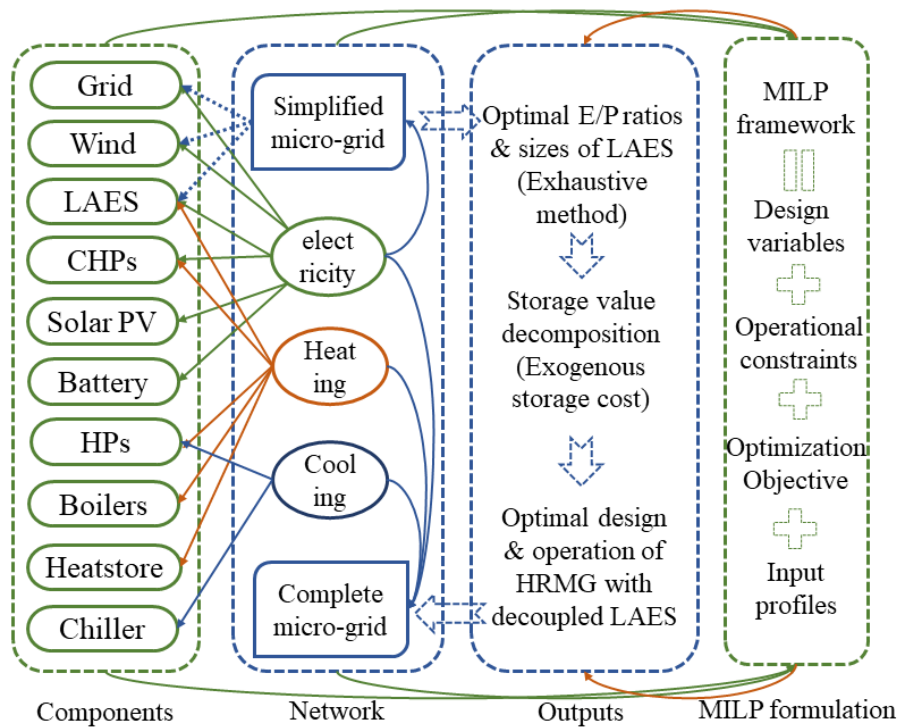 Grid
Wind
LAES
CHPs
Solar PV
Battery
HPs
Boilers
Heatstore
Chiller
Components
Simplified
micro-grid
elect
ricity
Heat
ing
Cool
ing
Complete
micro-grid
Network
Optimal E/P ratios
& sizes of LAES
(Exhaustive
method)
Storage value
decomposition
(Exogenous
storage cost)
Optimal design
& operation of
HRMG with
decoupled LAES
Outputs
MILP
framework
Design
variables
Operational
constraints
Optimization
Objective
Input
profiles
MILP formulation